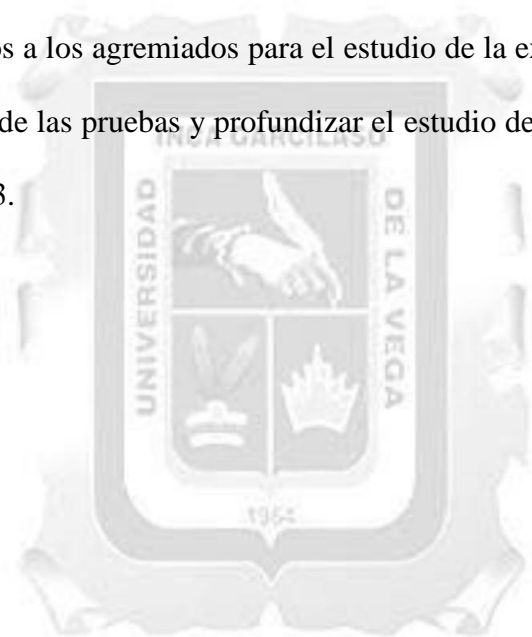 os a los agremiados para el estudio de la e
de las pruebas y profundizar el estudio de
3.
INCA GARCILASO
UNIVERSIDAD
DE LA VEGA
1964